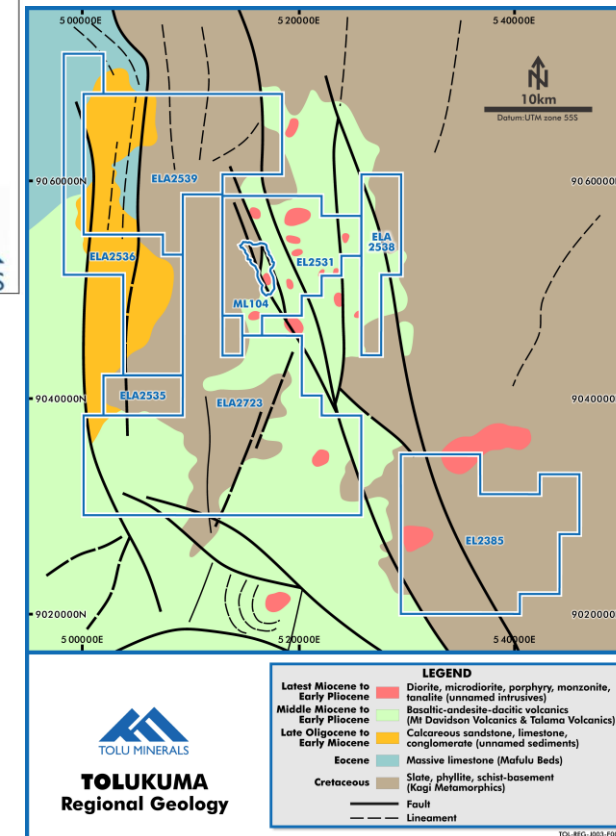 500000E 520000E 540000E
N
10km
Datum:UTM zone 55S
9060000N 9060000N
ELA2539
ELA
2538
ELA2536
EL2531
ML104
9040000N 9040000N
ELA2535
ELA2723
EL2385
9020000N 9020000N
500000E 520000E 540000E
TOLU MINERALS
TOLUKUMA
Regional Geology
LEGEND
Latest Miocene to
Early Pliocene
Diorite, microdiorite, porphyry, monzonite,
tanalite (unnamed intrusives)
Middle Miocene to
Early Pliocene
Basaltic-andesite-dacitic volcanics
(Mt Davidson Volcanics & Talama Volcanics)
Late Oligocene to
Early Miocene
Calcareous sandstone, limestone,
conglomerate (unnamed sediments)
Eocene Massive limestone (Mafulu Beds)
Cretaceous Slate, phyllite, schist-basement
(Kagi Metamorphics)
Fault
Lineament